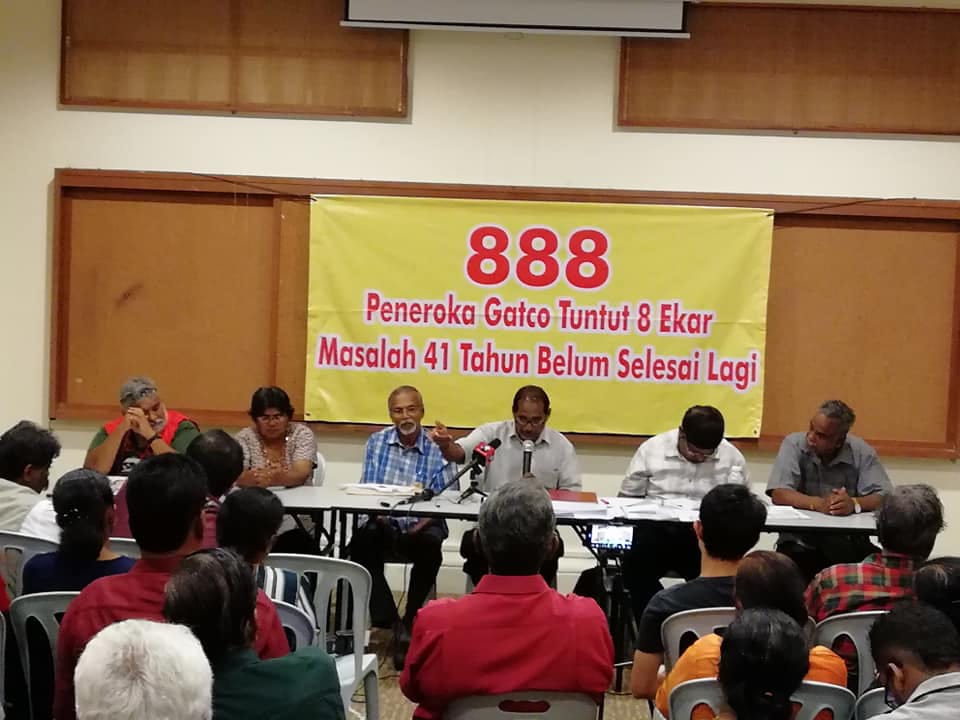 888
Peneroka Gatco Tuntut 8 Ekar
Masalah 41 Tahun Belum Selesai Lagi